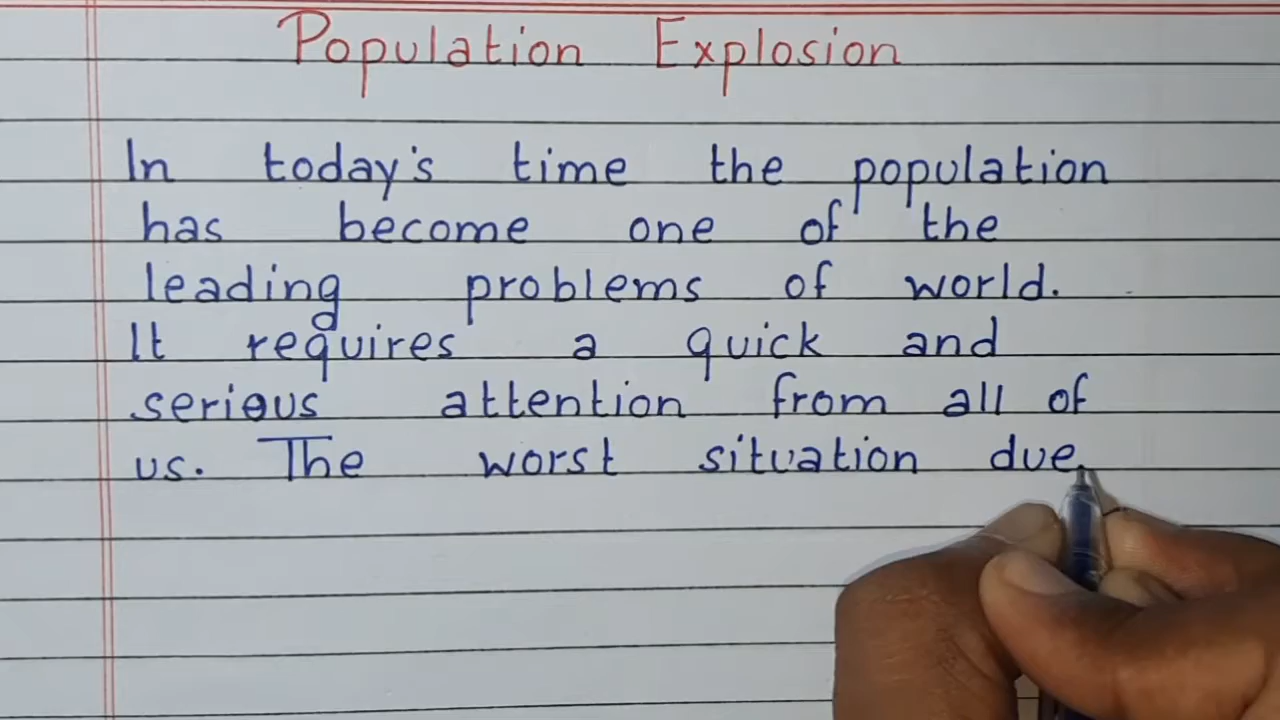 Population Explosion
In today's time the population
has become one of the
leading problems of world.
It requires a quick and
serious attention from all of
us. The worst situation due